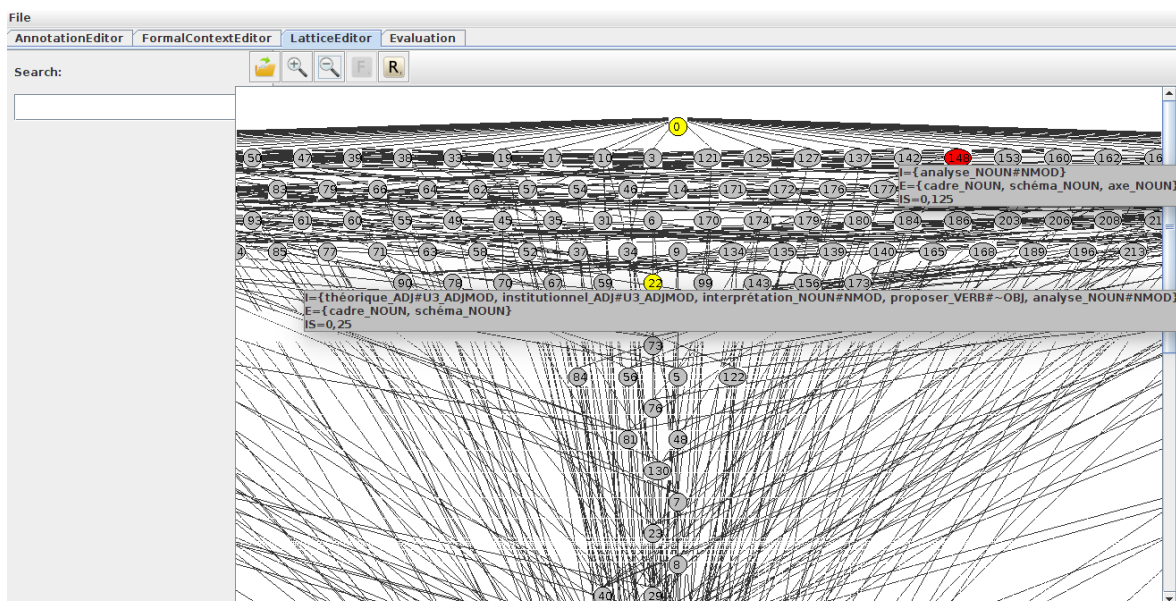 File
AnnotationEditor FormalContextEditor LatticeEditor Evaluation
Search:
F. R.
0
50 47 39 38 33 19 17 10 3 121 125 127 137 142 148 153 160 162
I={analyse_NOUN#NMOD}
83 79 66 64 62 57 54 46 14 171 172 176 177
E={cadre_NOUN, schéma_NOUN, axe_NOUN}
IS=0,125
93 61 60 55 49 45 35 31 6 170 174 179 180 184 186 203 206 208
85 77 71 63 58 52 37 34 9 134 135 139 140 165 168 189 196 213
90 78 70 67 59 22 99 143 156 173
I={théorique_ADJ#U3_ADJMOD, institutionnel_ADJ#U3_ADJMOD, interprétation_NOUN#NMOD, proposer_VERB#~OBJ, analyse_NOUN#NMOD}
E={cadre_NOUN, schéma_NOUN}
IS=0,25
73
84 56 5 122
76
81 48
130
7
23
8
40 29